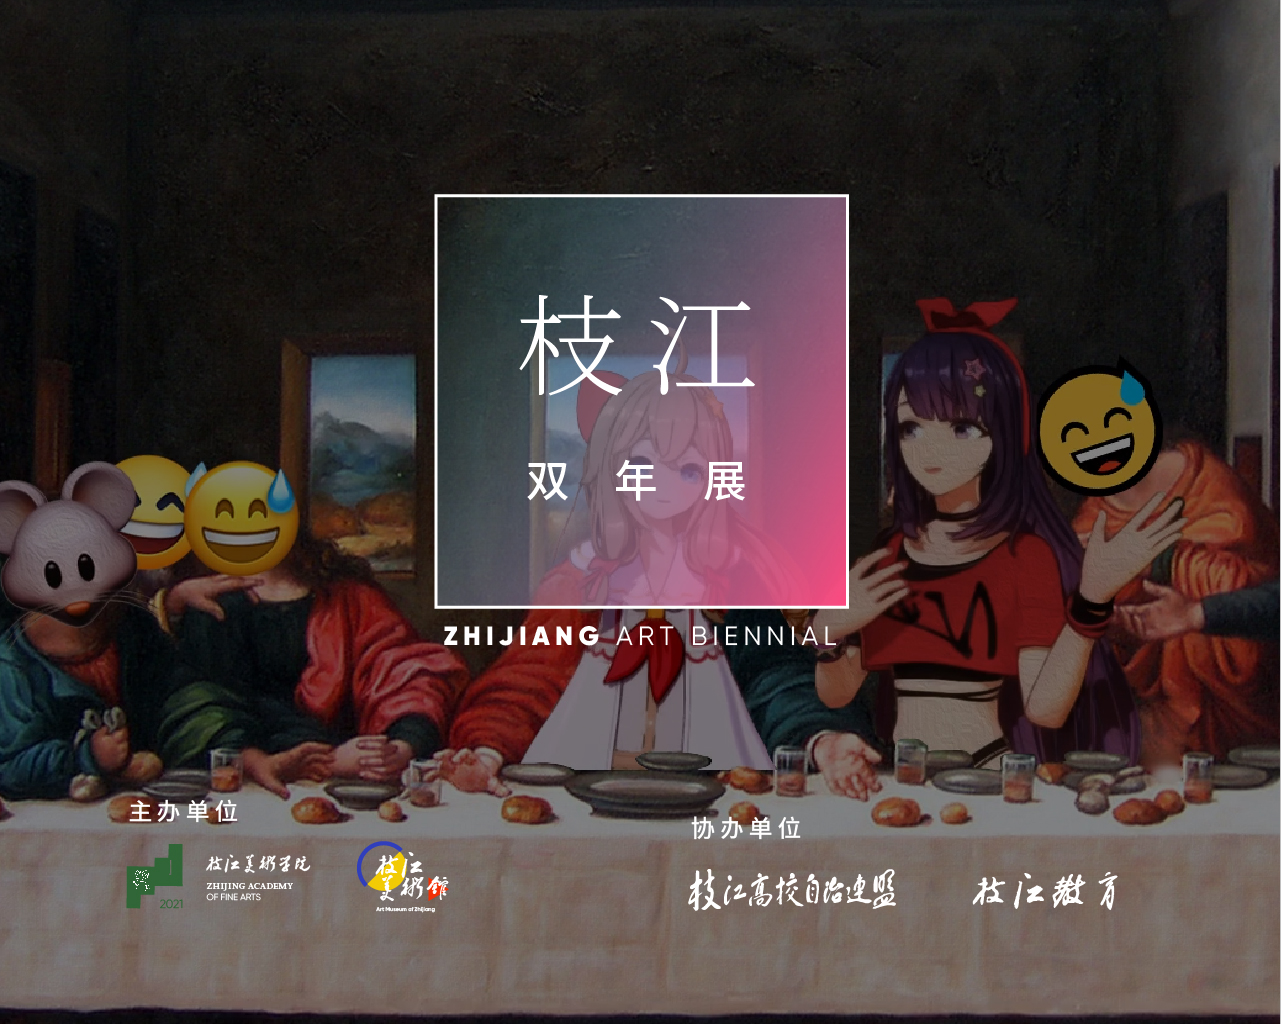 枝江
双年展
ZHIJIANG ART BIENNIAL
主办单位
枝江美術学院
ZHIJING ACADEMY
OF FINE ARTS
2021
枝江
美術館
Art Museum of Zhijiang
协办单位
枝江高校自治連盟
枝江教育